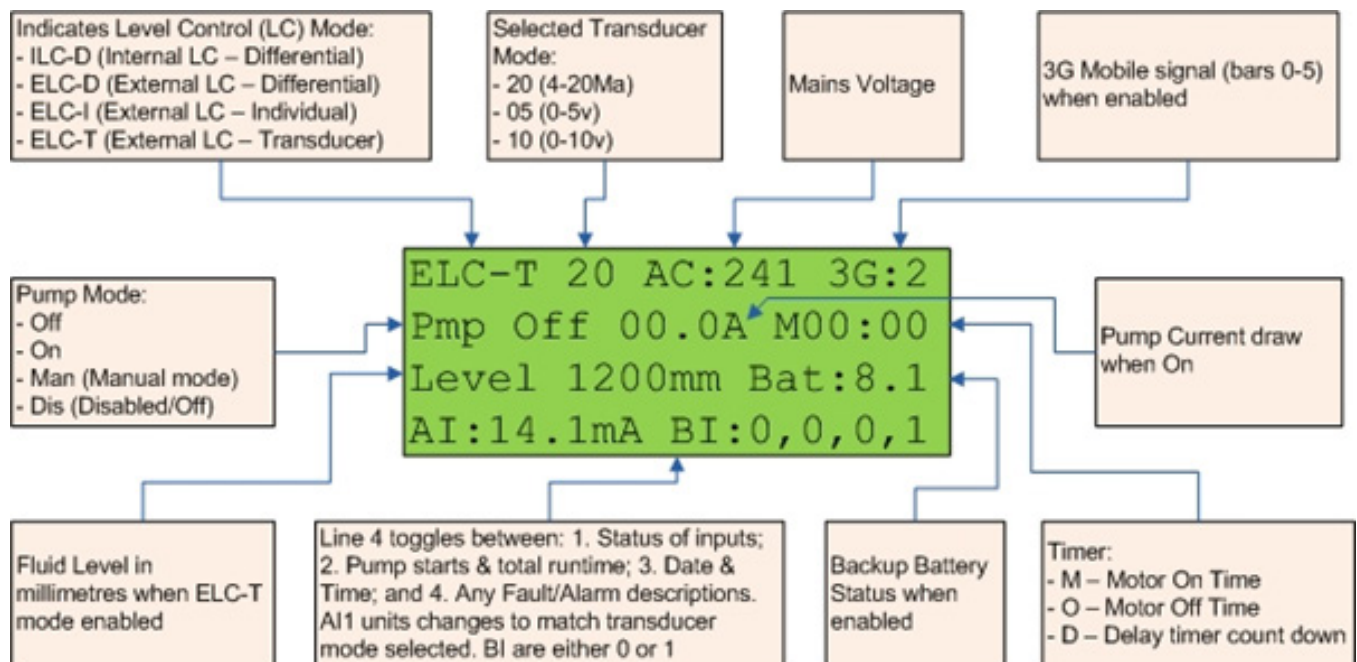 Indicates Level Control (LC) Mode:
- ILC-D (Internal LC – Differential)
- ELC-D (External LC – Differential)
- ELC-I (External LC – Individual)
- ELC-T (External LC – Transducer)
Selected Transducer
Mode:
- 20 (4-20Ma)
- 05 (0-5v)
- 10 (0-10v)
Mains Voltage
3G Mobile signal (bars 0-5)
when enabled
Pump Mode:
- Off
- On
- Man (Manual mode)
- Dis (Disabled/Off)
ELC-T 20 AC:241 3G:2
Pmp Off 00.0A M00:00
Level 1200mm Bat:8.1
AI:14.1mA BI:0,0,0,1
Pump Current draw
when On
Fluid Level in
millimetres when ELC-T
mode enabled
Line 4 toggles between: 1. Status of inputs;
2. Pump starts & total runtime; 3. Date &
Time; and 4. Any Fault/Alarm descriptions.
AI1 units changes to match transducer
mode selected. BI are either 0 or 1
Backup Battery
Status when
enabled
Timer:
- M – Motor On Time
- O – Motor Off Time
- D – Delay timer count down